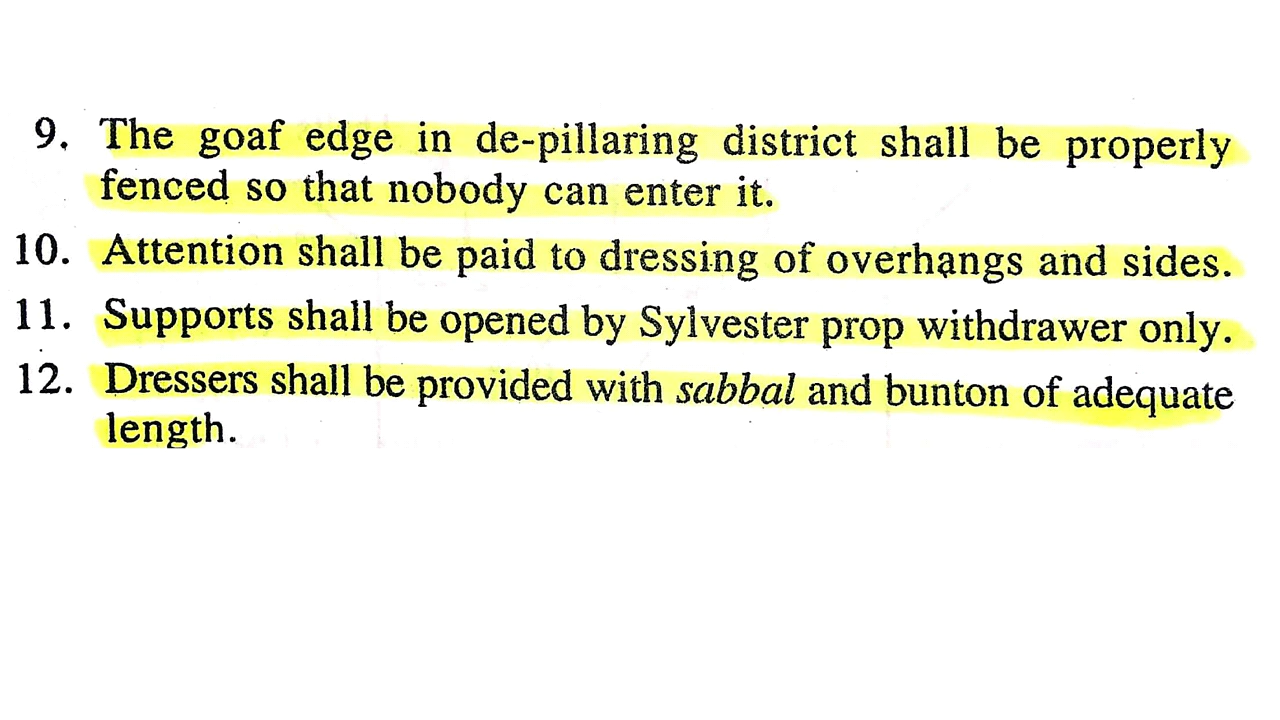 9. The goaf edge in de-pillaring district shall be properly
fenced so that nobody can enter it.
10. Attention shall be paid to dressing of overhangs and sides.
11. Supports shall be opened by Sylvester prop withdrawer only.
12. Dressers shall be provided with sabbal and bunton of adequate
length.